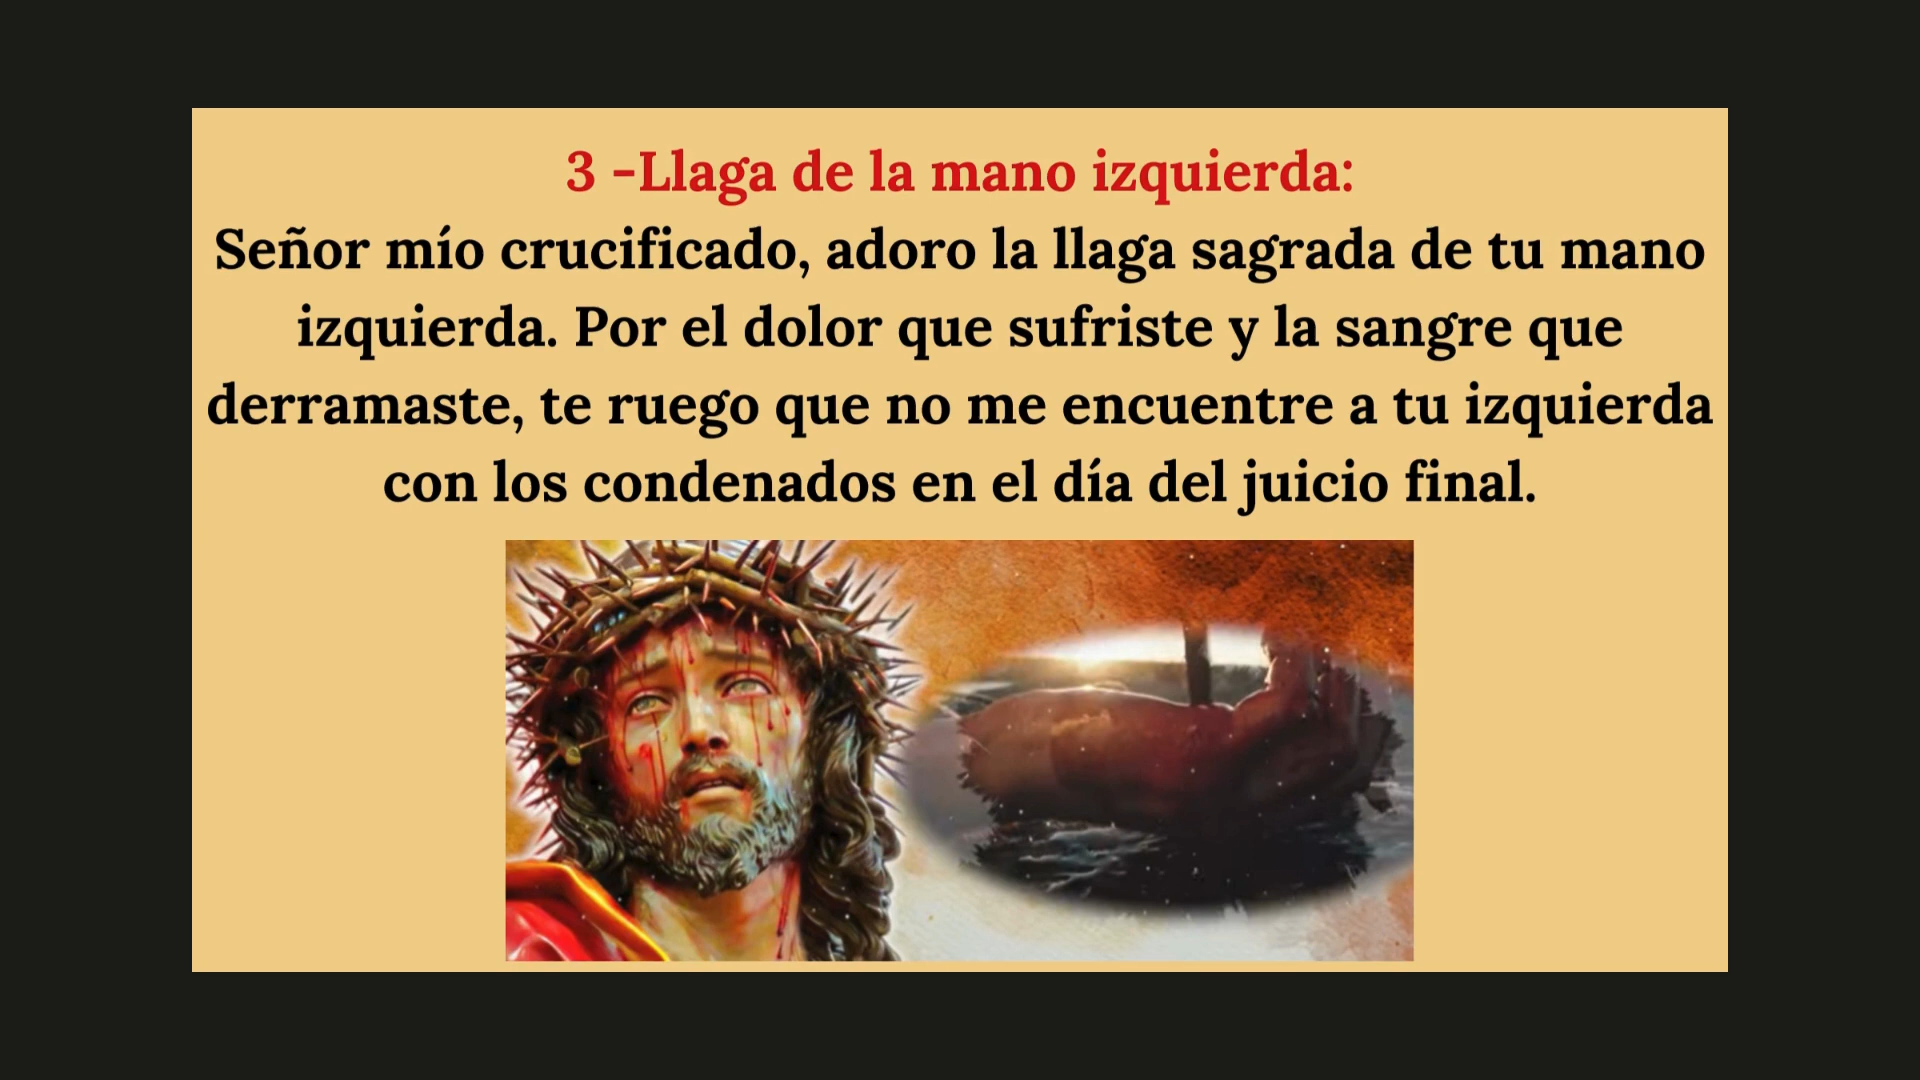 3 -Llaga de la mano izquierda:
Señor mío crucificado, adoro la llaga sagrada de tu mano
izquierda. Por el dolor que sufriste y la sangre que
derramaste, te ruego que no me encuentre a tu izquierda
con los condenados en el día del juicio final.